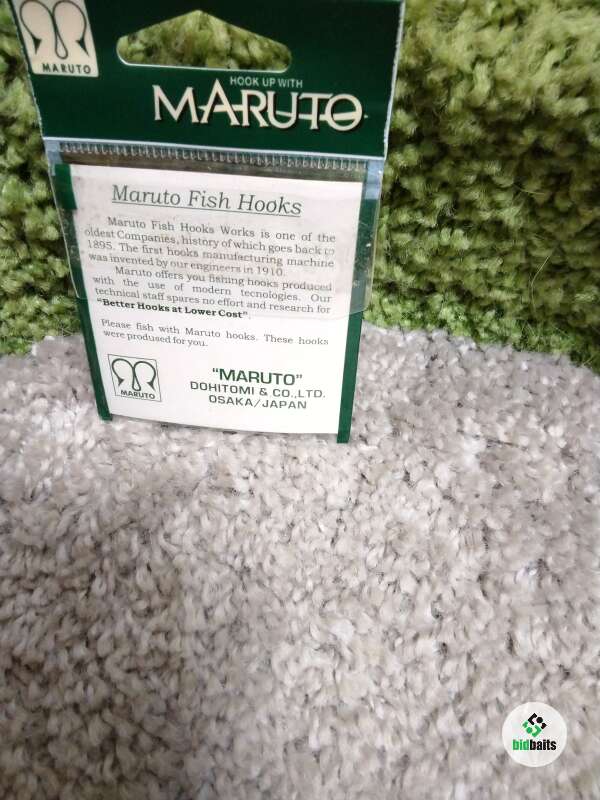 MARUTO
HOOK UP WITH
MARUTO
Maruto Fish Hooks
Maruto Fish Hooks Works is one of the
oldest Companies, history of which goes back to
1895. The first hooks manufacturing machine
was invented by our engineers in 1910.
Maruto offers you fishing hooks produced
with the use of modern tecnologies. Our
technical staff spares no effort and research for
"Better Hooks at Lower Cost".
Please fish with Maruto hooks. These hooks
were prodused for you.
MARUTO
"MARUTO"
DOHITOMI & CO.,LTD.
OSAKA/JAPAN
bidbaits